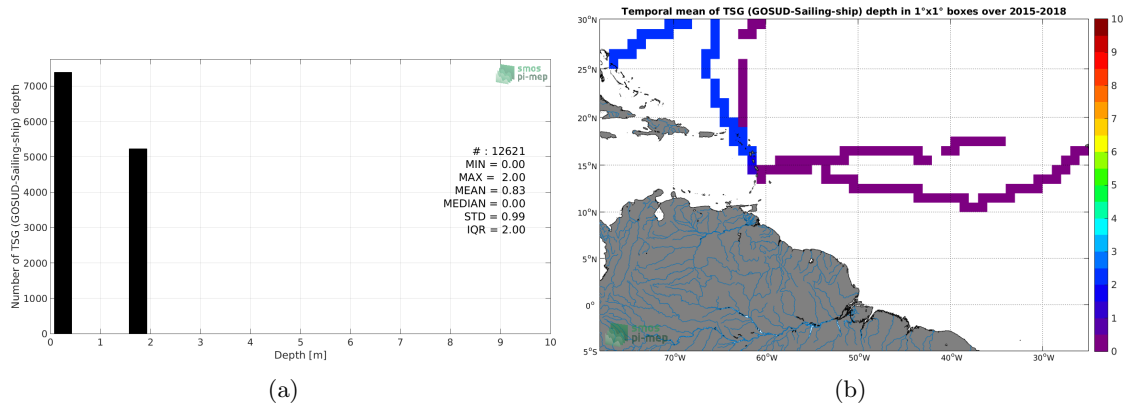 7000
6000
5000
4000
3000
2000
1000
0
Number of TSG (GOSUD-Sailing-ship) depth
smos
pi-mep
# : 12621
MIN = 0.00
MAX = 2.00
MEAN = 0.83
MEDIAN = 0.00
STD = 0.99
IQR = 2.00
0 1 2 3 4 5 6 7 8 9 10
Depth [m]
(a)
Temporal mean of TSG (GOSUD-Sailing-ship) depth in 1°x1° boxes over 2015-2018
30°N
25°N
20°N
15°N
10°N
5°N
0°
5°S
70°W 60°W 50°W 40°W 30°W
smos
pi-mep
10
9
8
7
6
5
4
3
2
1
0
(b)